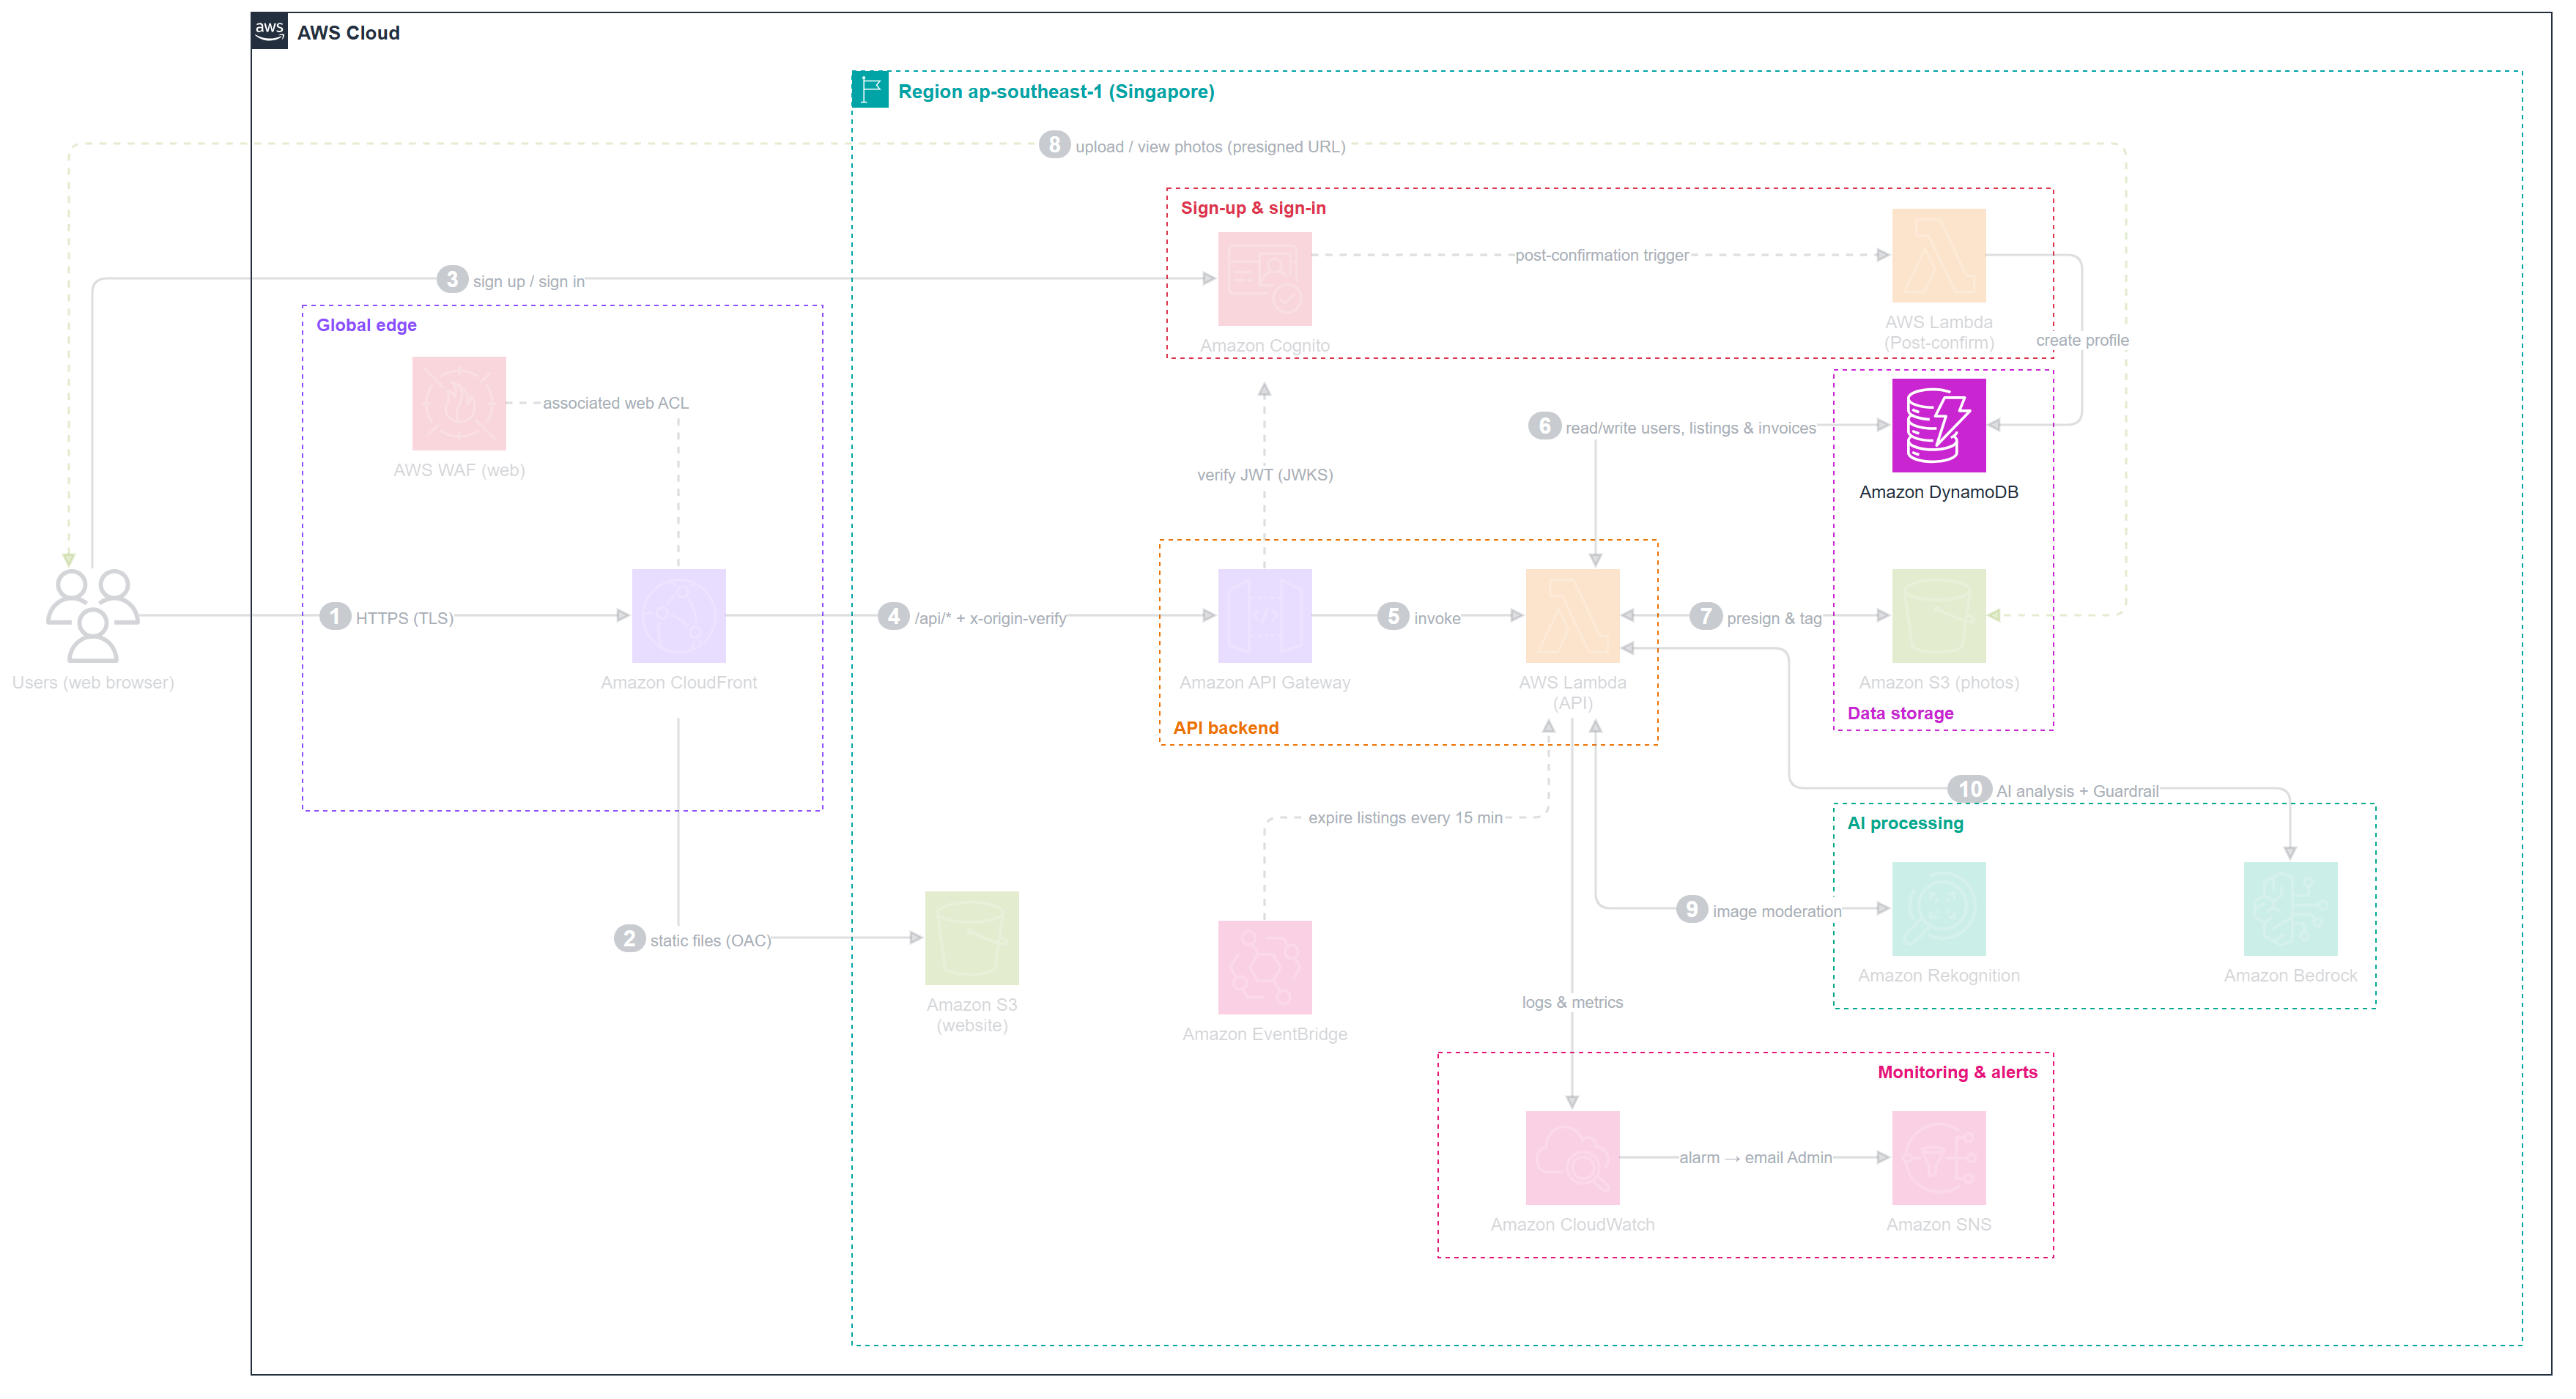 aws
AWS Cloud
Region ap-southeast-1 (Singapore)
8 upload / view photos (presigned URL)
Sign-up & sign-in
post-confirmation trigger
3 sign up / sign in
Global edge
AWS Lambda
(Post-confirm)
Amazon Cognito
create profile
associated web ACL
AWS WAF (web)
6 read/write users, listings & invoices
verify JWT (JWKS)
Amazon DynamoDB
1 HTTPS (TLS)
4 /api/* + x-origin-verify
5 invoke
7 presign & tag
Users (web browser)
Amazon CloudFront
Amazon API Gateway
AWS Lambda
(API)
Amazon S3 (photos)
Data storage
API backend
10 AI analysis + Guardrail
expire listings every 15 min
AI processing
9 image moderation
2 static files (OAC)
Amazon Rekognition
Amazon Bedrock
Amazon S3
(website)
logs & metrics
Amazon EventBridge
Monitoring & alerts
alarm → email Admin
Amazon CloudWatch
Amazon SNS